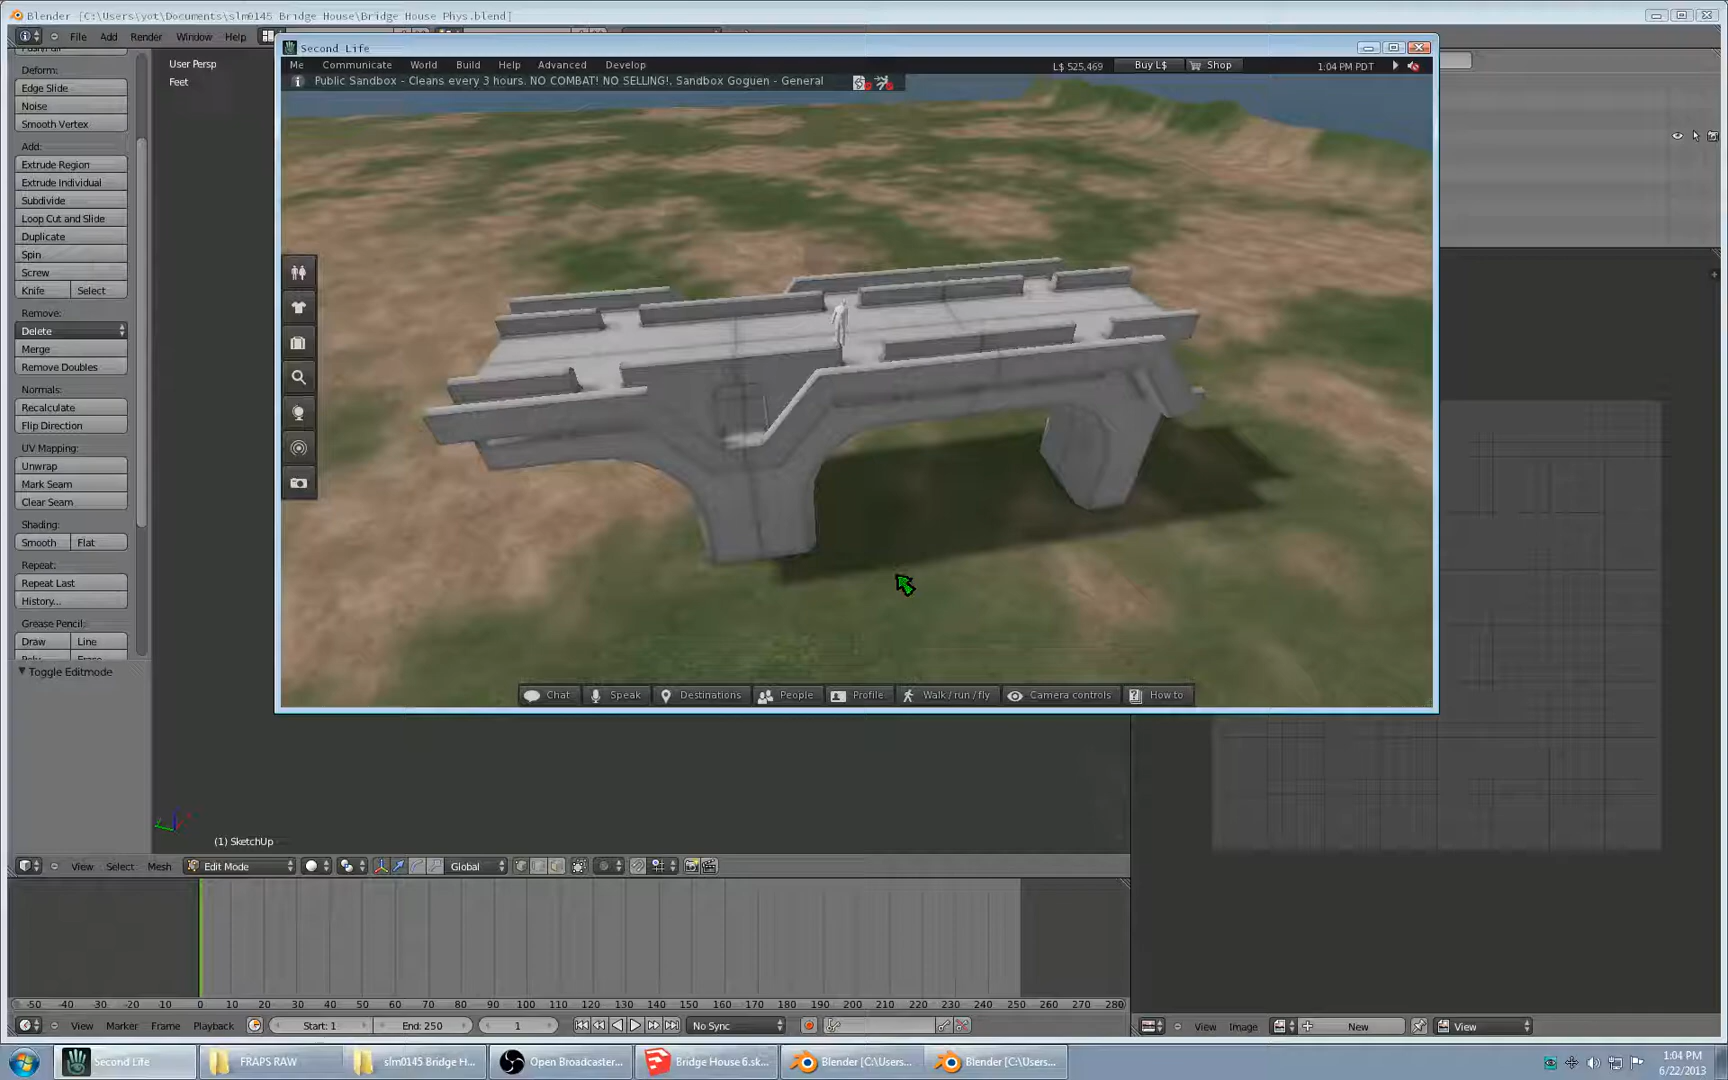 Blender [C:\Users\yot\Documents\slm0145 Bridge House\Bridge House Phys.blend]
File Add Render Window Help
User Persp
Feet
Deform:
Edge Slide
Noise
Smooth Vertex
Add:
Extrude Region
Extrude Individual
Subdivide
Loop Cut and Slide
Duplicate
Spin
Screw
Knife Select
Remove:
Delete
Merge
Remove Doubles
Normals:
Recalculate
Flip Direction
UV Mapping:
Unwrap
Mark Seam
Clear Seam
Shading:
Smooth Flat
Repeat:
Repeat Last
History...
Grease Pencil:
Draw Line
Toggle Editmode
Second Life
Me Communicate World Build Help Advanced Develop
L$ 525,469 Buy L$ Shop 1:04 PM PDT
Public Sandbox - Cleans every 3 hours. NO COMBAT! NO SELLING!, Sandbox Goguen - General
Chat Speak Destinations People Profile Walk / run / fly Camera controls How to
(1) SketchUp
View Select Mesh Edit Mode Global
-50 -40 -30 -20 -10 0 10 20 30 40 50 60 70 80 90 100 110 120 130 140 150 160 170 180 190 200 210 220 230 240 250 260 270 280
View Marker Frame Playback Start: 1 End: 250 1 No Sync
View Image New View
Second Life FRAPS RAW slm0145 Bridge H... Open Broadcaster... Bridge House 6.sk... Blender [C:\Users... Blender [C:\Users...
1:04 PM
6/22/2013